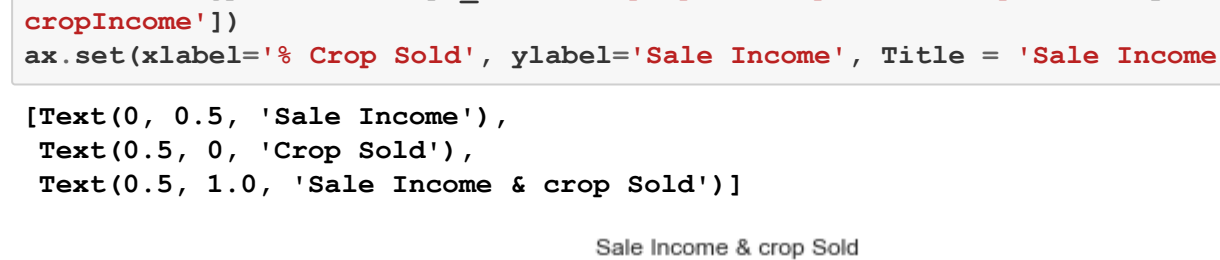 cropIncome'])
ax.set(xlabel='% Crop Sold', ylabel='Sale Income', Title = 'Sale Income
[Text(0, 0.5, 'Sale Income'),
Text(0.5, 0, 'Crop Sold'),
Text(0.5, 1.0, 'Sale Income & crop Sold')]
Sale Income & crop Sold